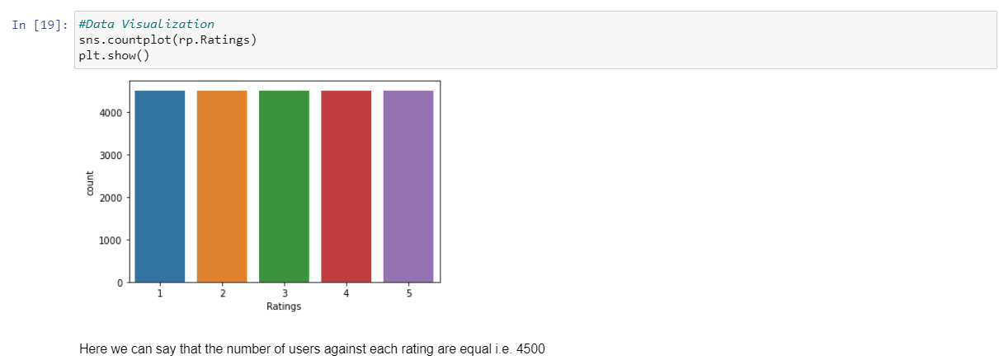 In [19]: #Data Visualization
sns.countplot(rp.Ratings)
plt.show()
4000
3000
2000
1000
0
count
1 2 3 4 5
Ratings
Here we can say that the number of users against each rating are equal i.e. 4500